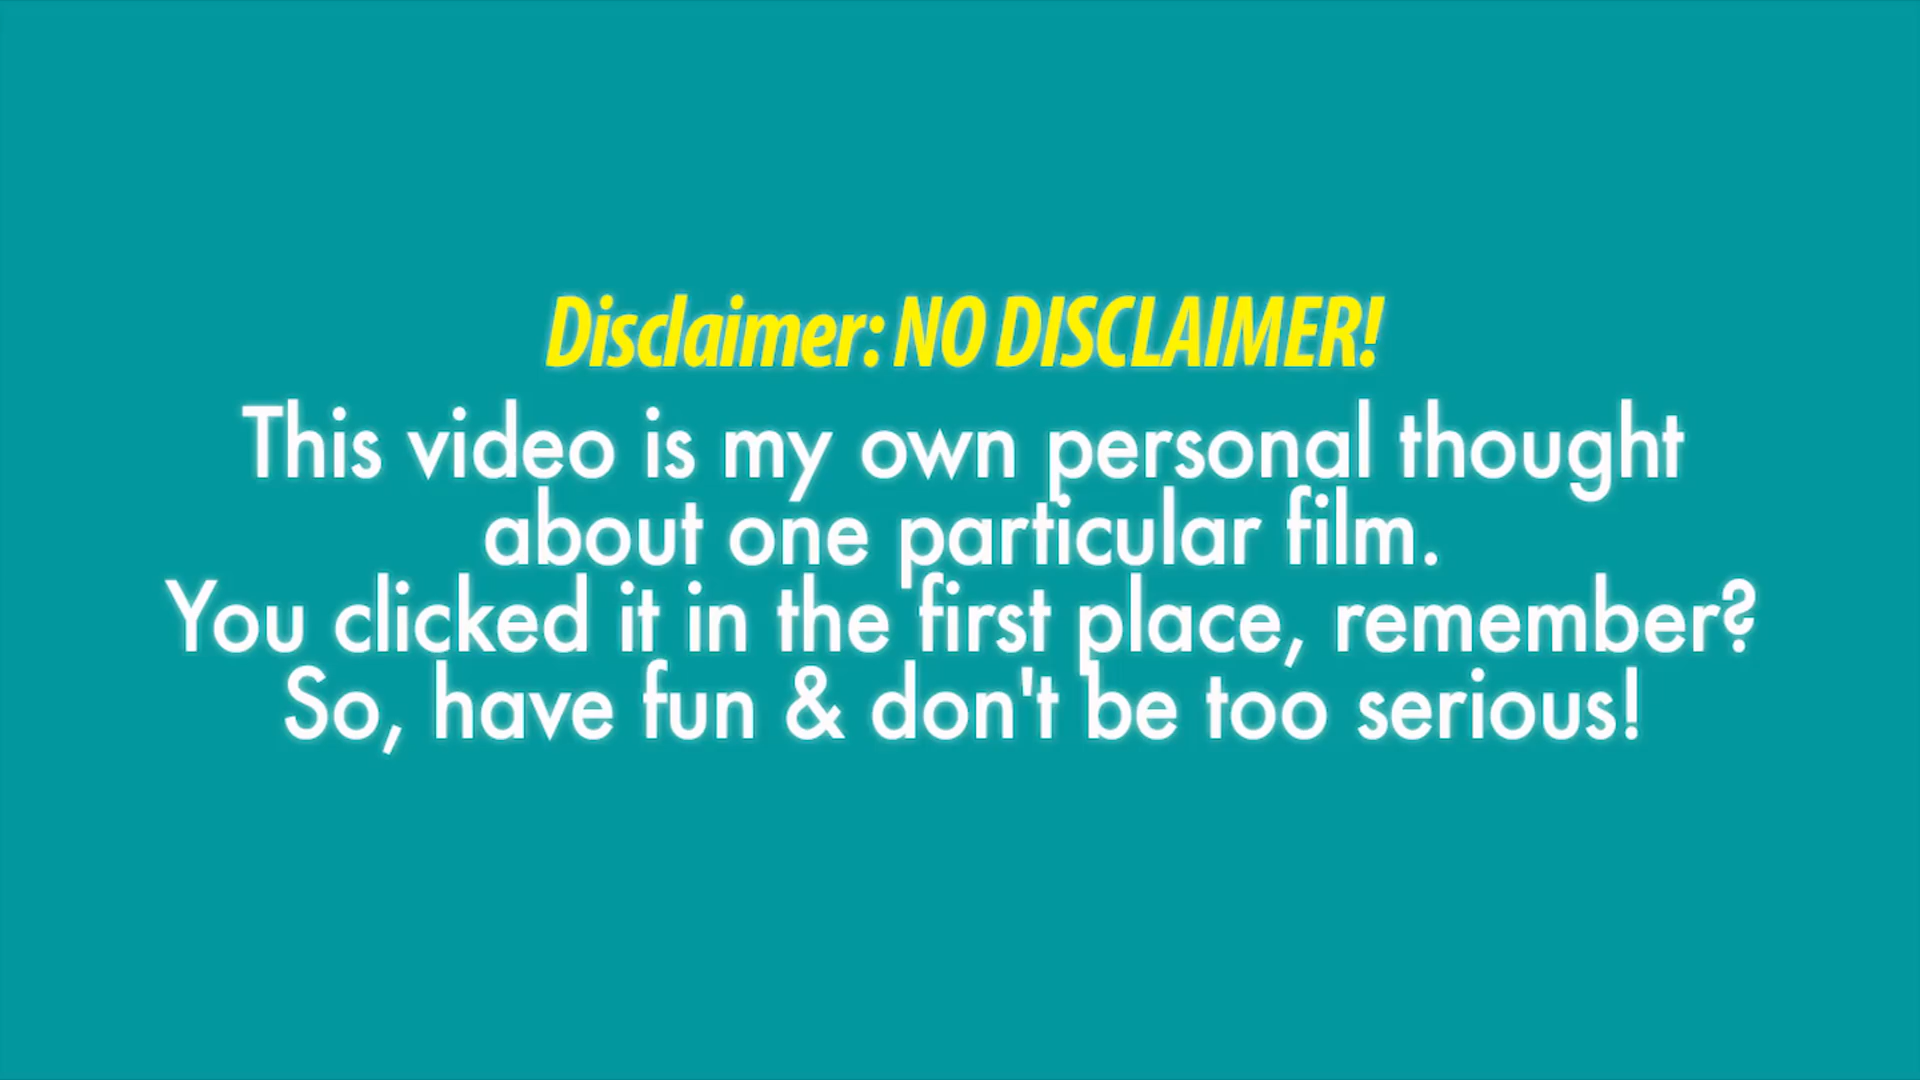 Disclaimer: NO DISCLAIMER!
This video is my own personal thought
about one particular film.
You clicked it in the first place, remember?
So, have fun & don't be too serious!